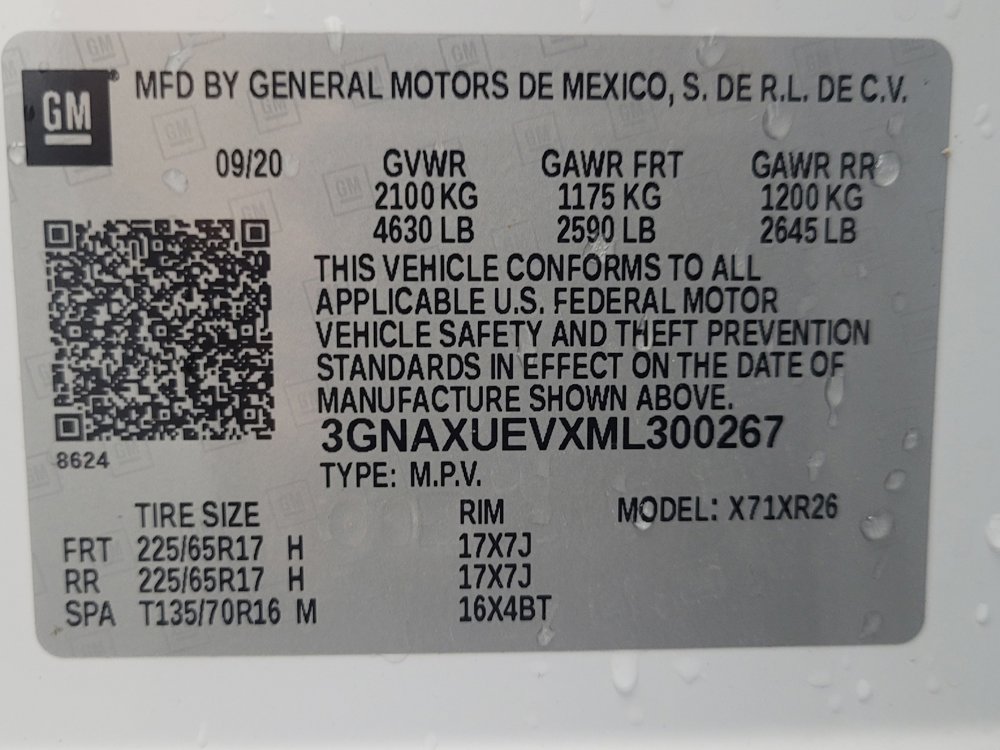 GM
MFD BY GENERAL MOTORS DE MEXICO, S. DE R.L. DE C.V.
09/20 GVWR GAWR FRT GAWR RR
2100 KG 1175 KG 1200 KG
4630 LB 2590 LB 2645 LB
THIS VEHICLE CONFORMS TO ALL
APPLICABLE U.S. FEDERAL MOTOR
VEHICLE SAFETY AND THEFT PREVENTION
STANDARDS IN EFFECT ON THE DATE OF
MANUFACTURE SHOWN ABOVE.
3GNAXUEVXML300267
8624
TYPE: M.P.V.
TIRE SIZE RIM MODEL: X71XR26
FRT 225/65R17 H 17X7J
RR 225/65R17 H 17X7J
SPA T135/70R16 M 16X4BT